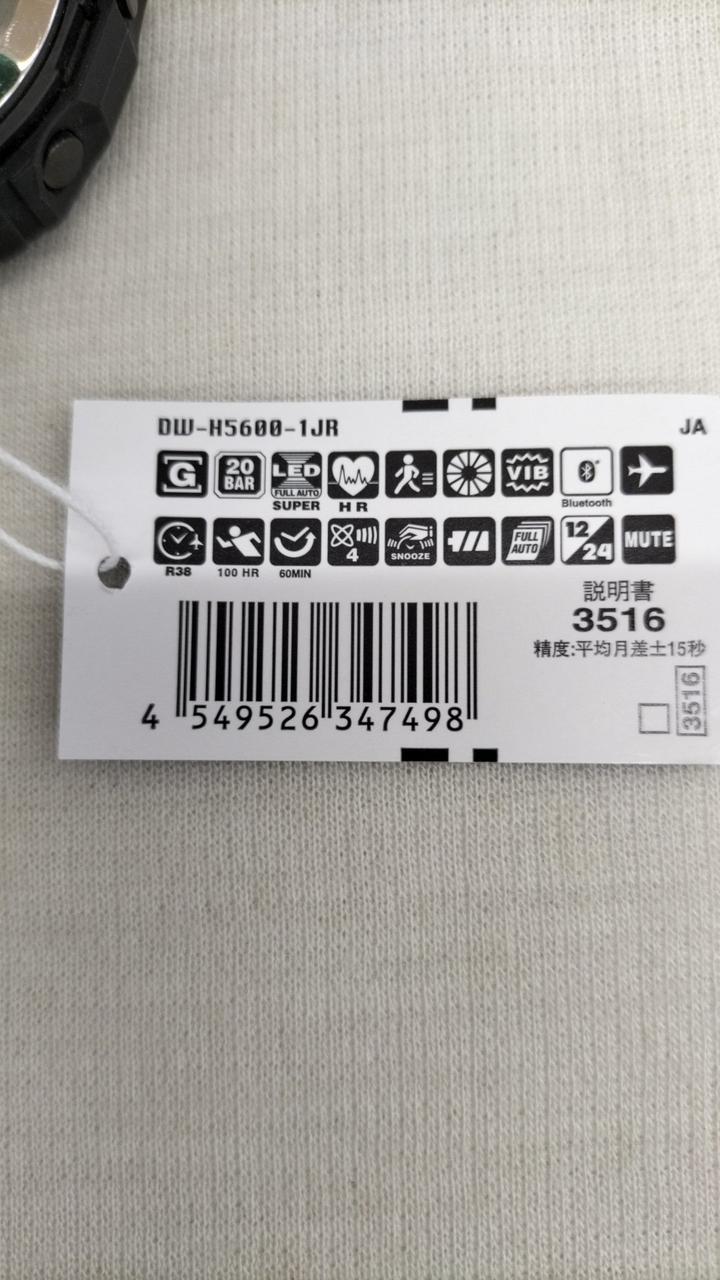 DW-H5600-1JR
JA
G 20 BAR LED FULL AUTO VIB
SUPER HR Bluetooth
4 SNOOZE FULL AUTO 12/24 MUTE
R38 100 HR 60MIN
説明書
3516
精度:平均月差±15秒
4 549526 347498
3516